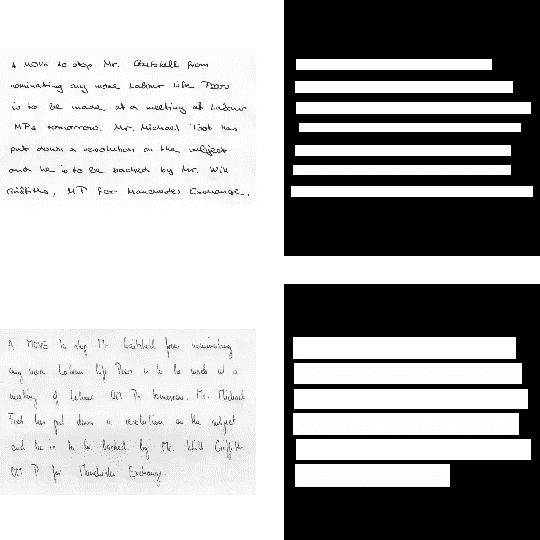 A MOVE to stop Mr. Gaitskell from
nominating any more Labour life Peers
is to be made at a meeting of Labour
MPs tomorrow. Mr. Michael Foot has
put down a resolution on the subject
and he is to be backed by Mr. Will
Griffiths, MP for Manchester Exchange.
A MOVE to stop Mr. Gaitskell from nominating
any more Labour life Peers is to be made at a
meeting of Labour M Ps tomorrow. Mr. Michael
Foot has put down a resolution on the subject
and he is to be backed by Mr. Will Griffiths
M P for Manchester Exchange.